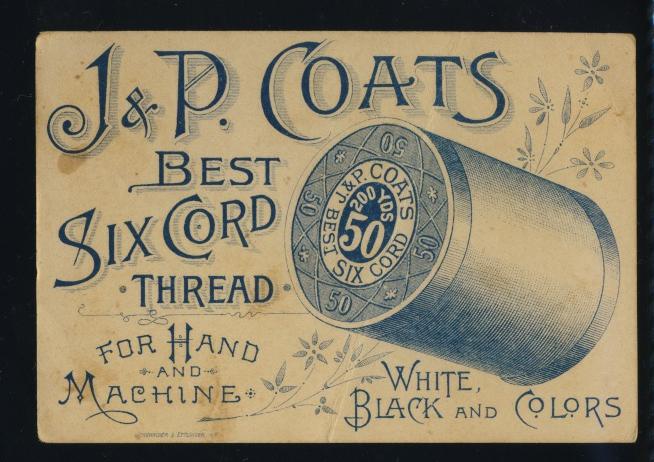 J & P. COATS
BEST
SIX CORD
THREAD
50
50
50
50
J. & P. COATS
BEST SIX CORD
200 YDS
50
FOR HAND
AND
MACHINE.
WHITE,
BLACK AND COLORS